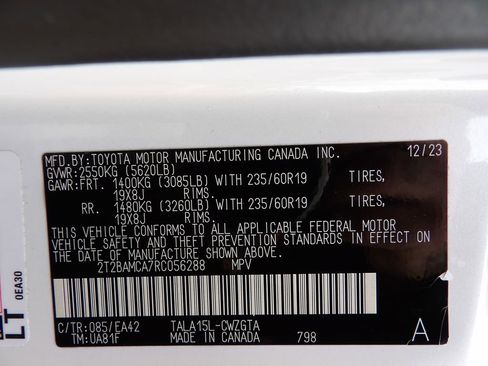 MFD.BY:TOYOTA MOTOR MANUFACTURING CANADA INC. 12/23
GVWR:2550KG (5620LB)
GAWR:FRT. 1400KG (3085LB) WITH 235/60R19 TIRES,
19X8J RIMS.
RR. 1480KG (3260LB) WITH 235/60R19 TIRES,
19X8J RIMS.
THIS VEHICLE CONFORMS TO ALL APPLICABLE FEDERAL MOTOR
VEHICLE SAFETY AND THEFT PREVENTION STANDARDS IN EFFECT ON
THE DATE OF MANUFACTURE SHOWN ABOVE.
2T2BAMCA7RC056288 MPV
C/TR:085/EA42 TALA15L-CWZGTA
TM:UA81F MADE IN CANADA 798 A
LT 0EA30